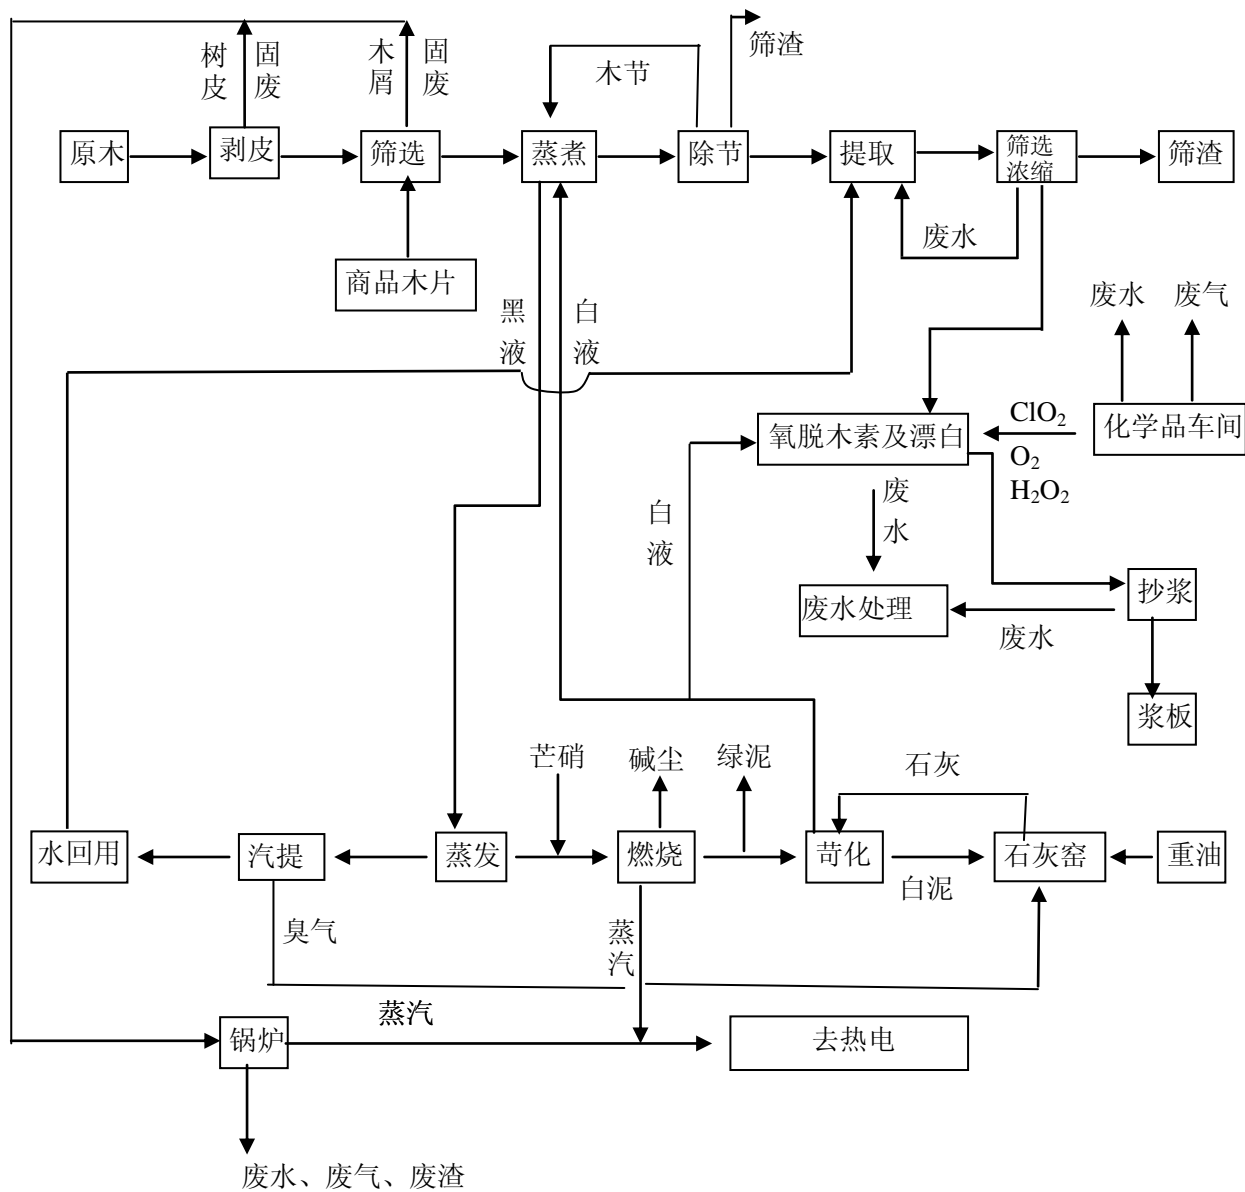 筛渣
树皮
固废
木屑
固废
木节
原木
剥皮
筛选
蒸煮
除节
提取
筛选
浓缩
筛渣
废水
商品木片
黑液
白液
废水
废气
ClO₂
O₂
H₂O₂
化学品车间
氧脱木素及漂白
废水
白液
抄浆
废水处理
废水
浆板
芒硝
碱尘
绿泥
石灰
水回用
汽提
蒸发
燃烧
苛化
白泥
石灰窑
重油
臭气
蒸汽
蒸汽
锅炉
去热电
废水、废气、废渣